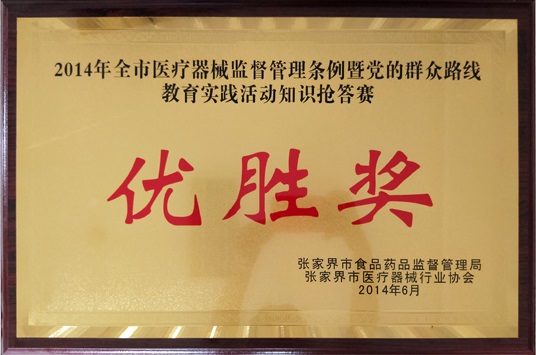 2014年全市医疗器械监督管理条例暨党的群众路线
教育实践活动知识抢答赛
优胜奖
张家界市食品药品监督管理局
张家界市医疗器械行业协会
2014年6月